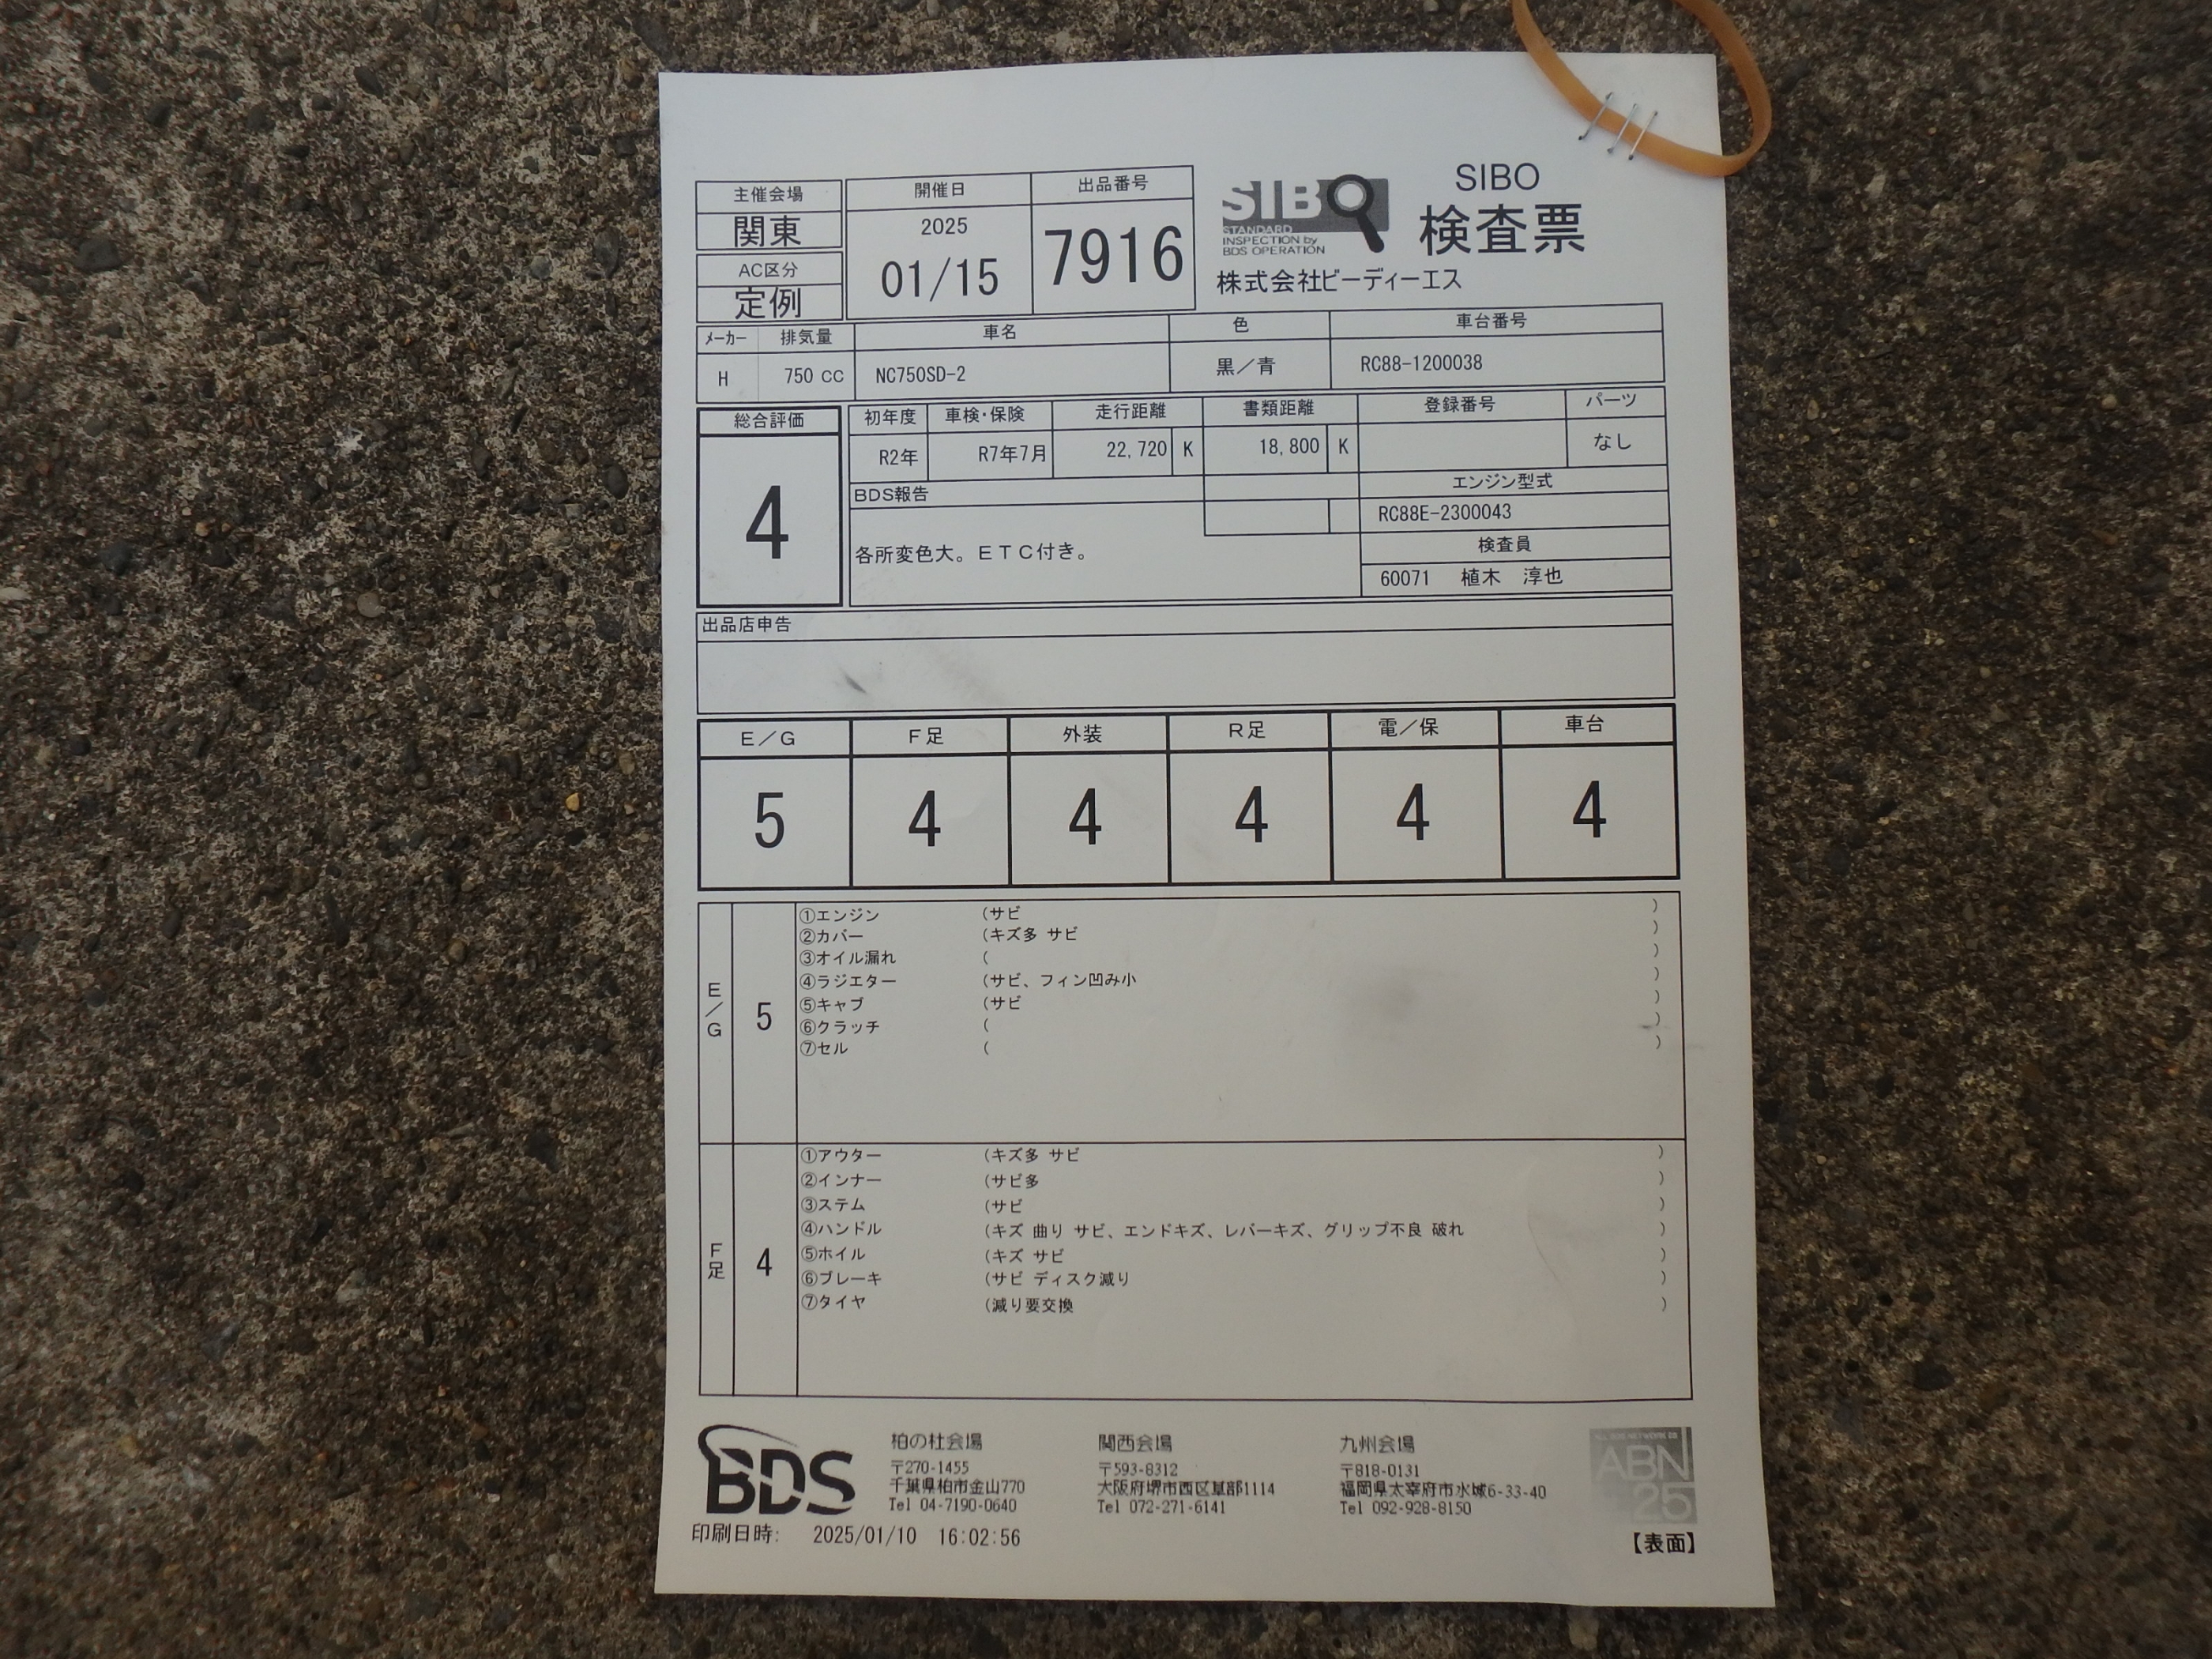 主催会場 開催日 出品番号
関東 2025 01/15 7916
AC区分
定例
SIBO
STANDARD
INSPECTION by
BDS OPERATION
SIBO
検査票
株式会社ビーディーエス
メーカー 排気量 車名 色 車台番号
H 750 CC NC750SD-2 黒／青 RC88-1200038
総合評価 初年度 車検・保険 走行距離 書類距離 登録番号 パーツ
4 R2年 R7年7月 22,720 K 18,800 K なし
BDS報告 エンジン型式
RC88E-2300043
各所変色大。ＥＴＣ付き。 検査員
60071 植木 淳也
出品店申告
Ｅ／Ｇ Ｆ足 外装 Ｒ足 電／保 車台
5 4 4 4 4 4
Ｅ／Ｇ 5
①エンジン (サビ )
②カバー (キズ多 サビ )
③オイル漏れ ( )
④ラジエター (サビ、フィン凹み小 )
⑤キャブ (サビ )
⑥クラッチ ( )
⑦セル ( )
Ｆ足 4
①アウター (キズ多 サビ )
②インナー (サビ多 )
③ステム (サビ )
④ハンドル (キズ 曲り サビ、エンドキズ、レバーキズ、グリップ不良 破れ )
⑤ホイル (キズ サビ )
⑥ブレーキ (サビ ディスク減り )
⑦タイヤ (減り要交換 )
BDS
柏の杜会場 関西会場 九州会場
〒270-1455 〒593-8312 〒818-0131
千葉県柏市金山770 大阪府堺市西区草部1114 福岡県太宰府市水城6-33-40
Tel 04-7190-0640 Tel 072-271-6141 Tel 092-928-8150
ABN
25
印刷日時: 2025/01/10 16:02:56
【表面】